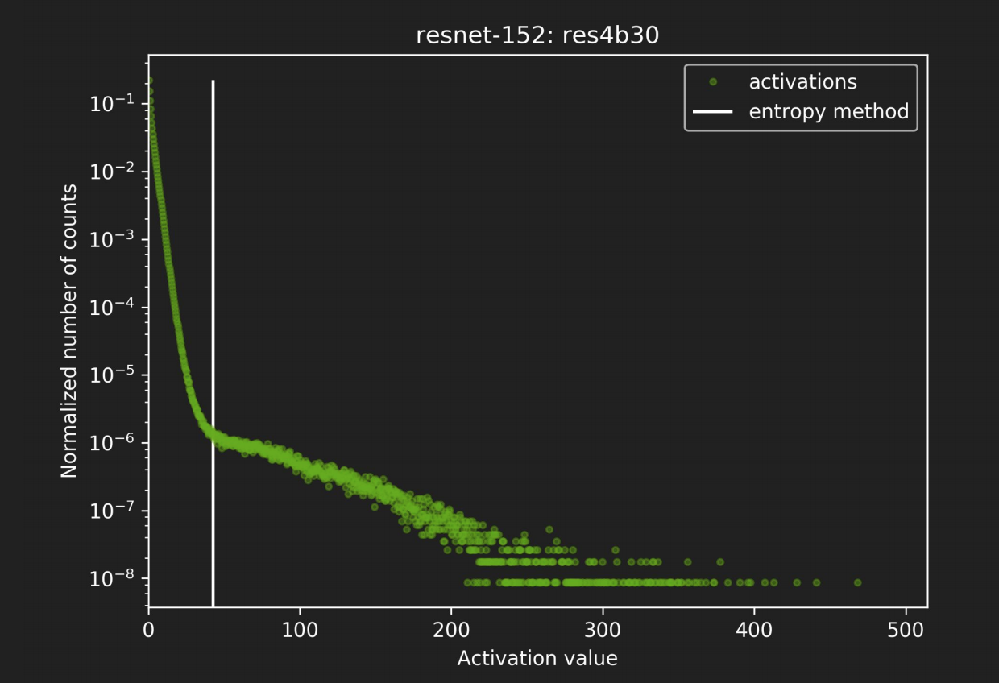 resnet-152: res4b30
activations
entropy method
Normalized number of counts
10⁻¹
10⁻²
10⁻³
10⁻⁴
10⁻⁵
10⁻⁶
10⁻⁷
10⁻⁸
0 100 200 300 400 500
Activation value